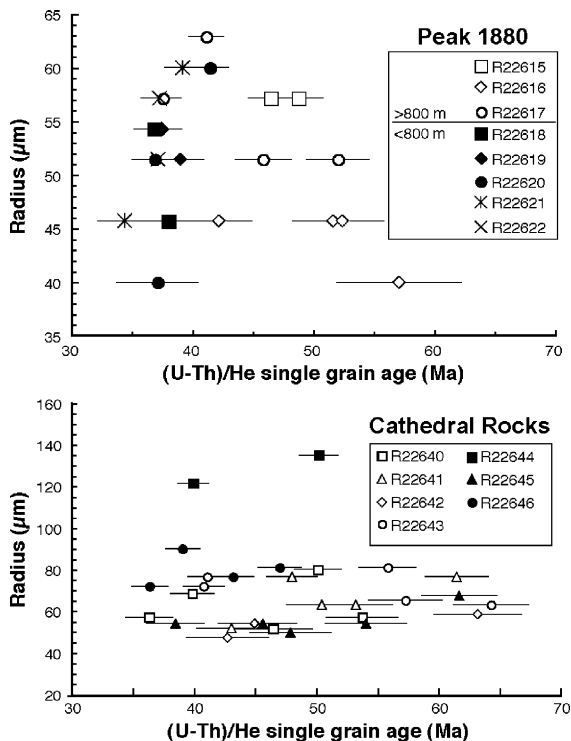 65
60
55
50
45
40
35
Radius (µm)
30
40
50
60
70
(U-Th)/He single grain age (Ma)
Peak 1880
R22615
R22616
R22617
>800 m
<800 m
R22618
R22619
R22620
R22621
R22622
160
140
120
100
80
60
40
20
Radius (µm)
30
40
50
60
70
(U-Th)/He single grain age (Ma)
Cathedral Rocks
R22640
R22641
R22642
R22643
R22644
R22645
R22646